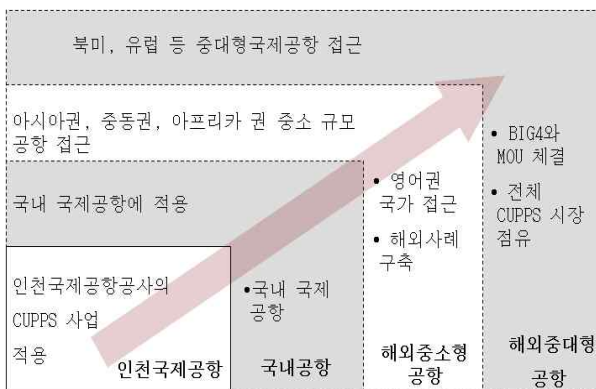 북미, 유럽 등 중대형국제공항 접근
아시아권, 중동권, 아프리카 권 중소 규모
공항 접근
국내 국제공항에 적용
인천국제공항공사의
CUPPS 사업
적용
인천국제공항
•국내 국제
공항
국내공항
• 영어권
국가 접근
• 해외사례
구축
해외중소형
공항
• BIG4와
MOU 체결
• 전체
CUPPS 시장
점유
해외중대형
공항